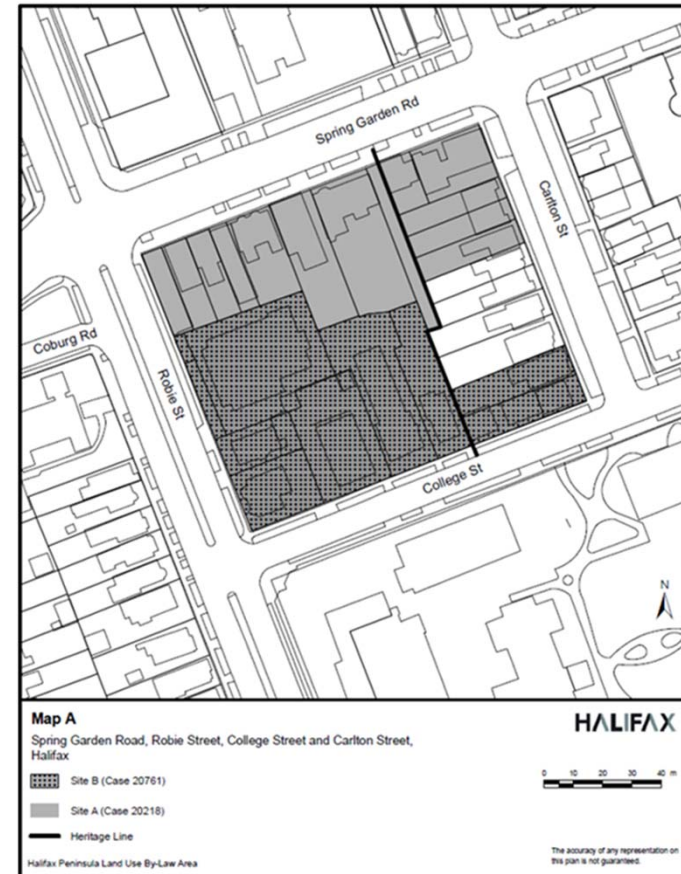 Spring Garden Rd
Carlton St
Coburg Rd
Robie St
College St
N
Map A
HALIFAX
Spring Garden Road, Robie Street, College Street and Carlton Street,
Halifax
Site B (Case 20761)
0 10 20 30 40 m
Site A (Case 20218)
Heritage Line
Halifax Peninsula Land Use By-Law Area
The accuracy of any representation on
this plan is not guaranteed.